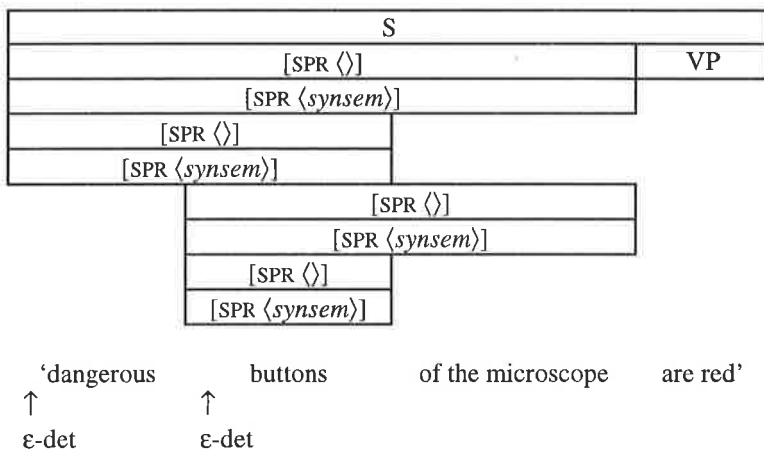 S
[SPR ⟨⟩] VP
[SPR ⟨synsem⟩]
[SPR ⟨⟩]
[SPR ⟨synsem⟩]
[SPR ⟨⟩]
[SPR ⟨synsem⟩]
[SPR ⟨⟩]
[SPR ⟨synsem⟩]
‘dangerous buttons of the microscope are red’
↑ ↑
ε-det ε-det